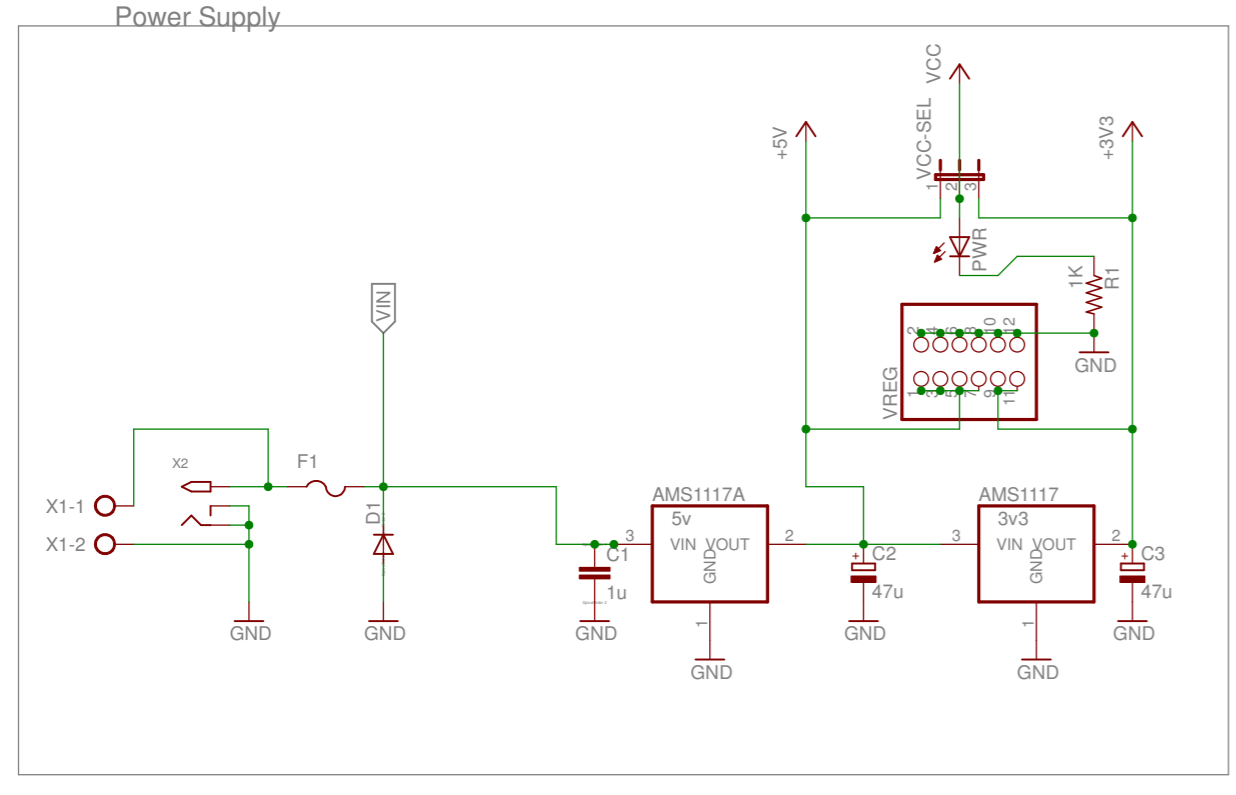 Power Supply
VCC
VCC-SEL
+5V
+3V3
1 2 3
PWR
1K
R1
2 4 6 8 10 12
GND
VREG
1 3 5 7 9 11
VIN
X2
F1
X1-1
X1-2
D1
AMS1117A
5v
3 VIN VOUT 2
GND
1
C1
1u
C2
47u
AMS1117
3v3
3 VIN VOUT 2
GND
1
C3
47u
GND
GND
GND
GND
GND
GND
GND